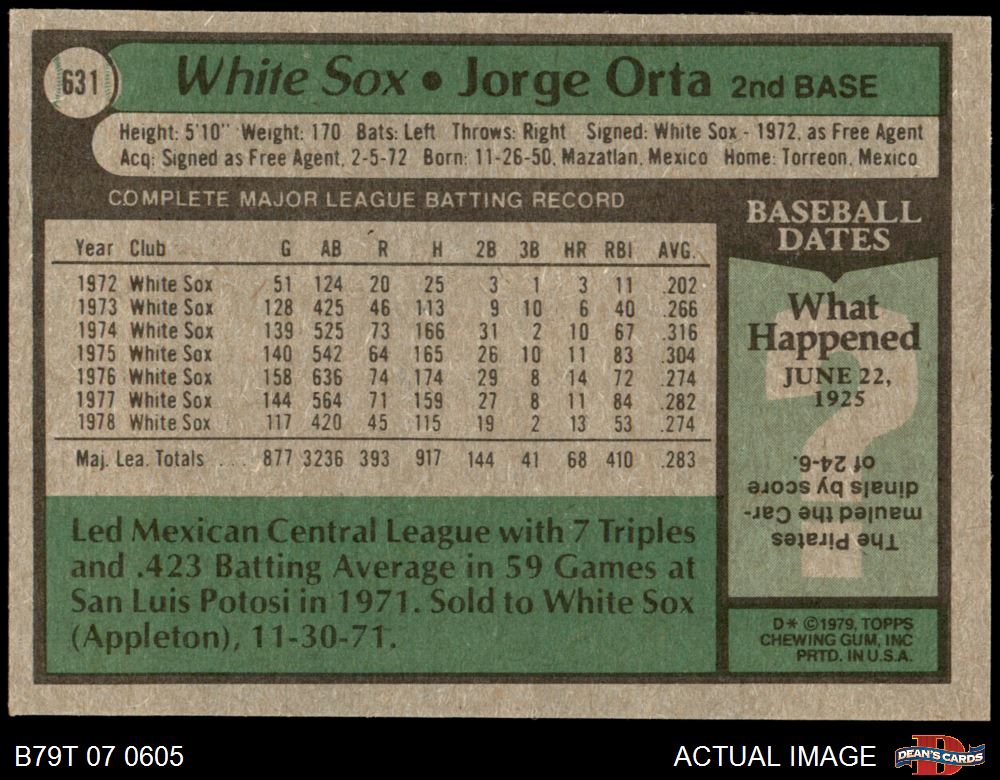 631
White Sox • Jorge Orta 2nd BASE
Height: 5'10" Weight: 170 Bats: Left Throws: Right Signed: White Sox - 1972, as Free Agent
Acq: Signed as Free Agent, 2-5-72 Born: 11-26-50, Mazatlan, Mexico Home: Torreon, Mexico
COMPLETE MAJOR LEAGUE BATTING RECORD
Year Club G AB R H 2B 3B HR RBI AVG.
1972 White Sox 51 124 20 25 3 1 3 11 .202
1973 White Sox 128 425 46 113 9 10 6 40 .266
1974 White Sox 139 525 73 166 31 2 10 67 .316
1975 White Sox 140 542 64 165 26 10 11 83 .304
1976 White Sox 158 636 74 174 29 8 14 72 .274
1977 White Sox 144 564 71 159 27 8 11 84 .282
1978 White Sox 117 420 45 115 19 2 13 53 .274
Maj. Lea. Totals .... 877 3236 393 917 144 41 68 410 .283
Led Mexican Central League with 7 Triples
and .423 Batting Average in 59 Games at
San Luis Potosi in 1971. Sold to White Sox
(Appleton), 11-30-71.
BASEBALL
DATES
What
Happened
JUNE 22,
1925
?
The Pirates
mauled the Car-
dinals by score
of 24-6.
D* ©1979, TOPPS
CHEWING GUM, INC
PRTD. IN U.S.A.
B79T 07 0605
ACTUAL IMAGE
D
DEAN'S CARDS